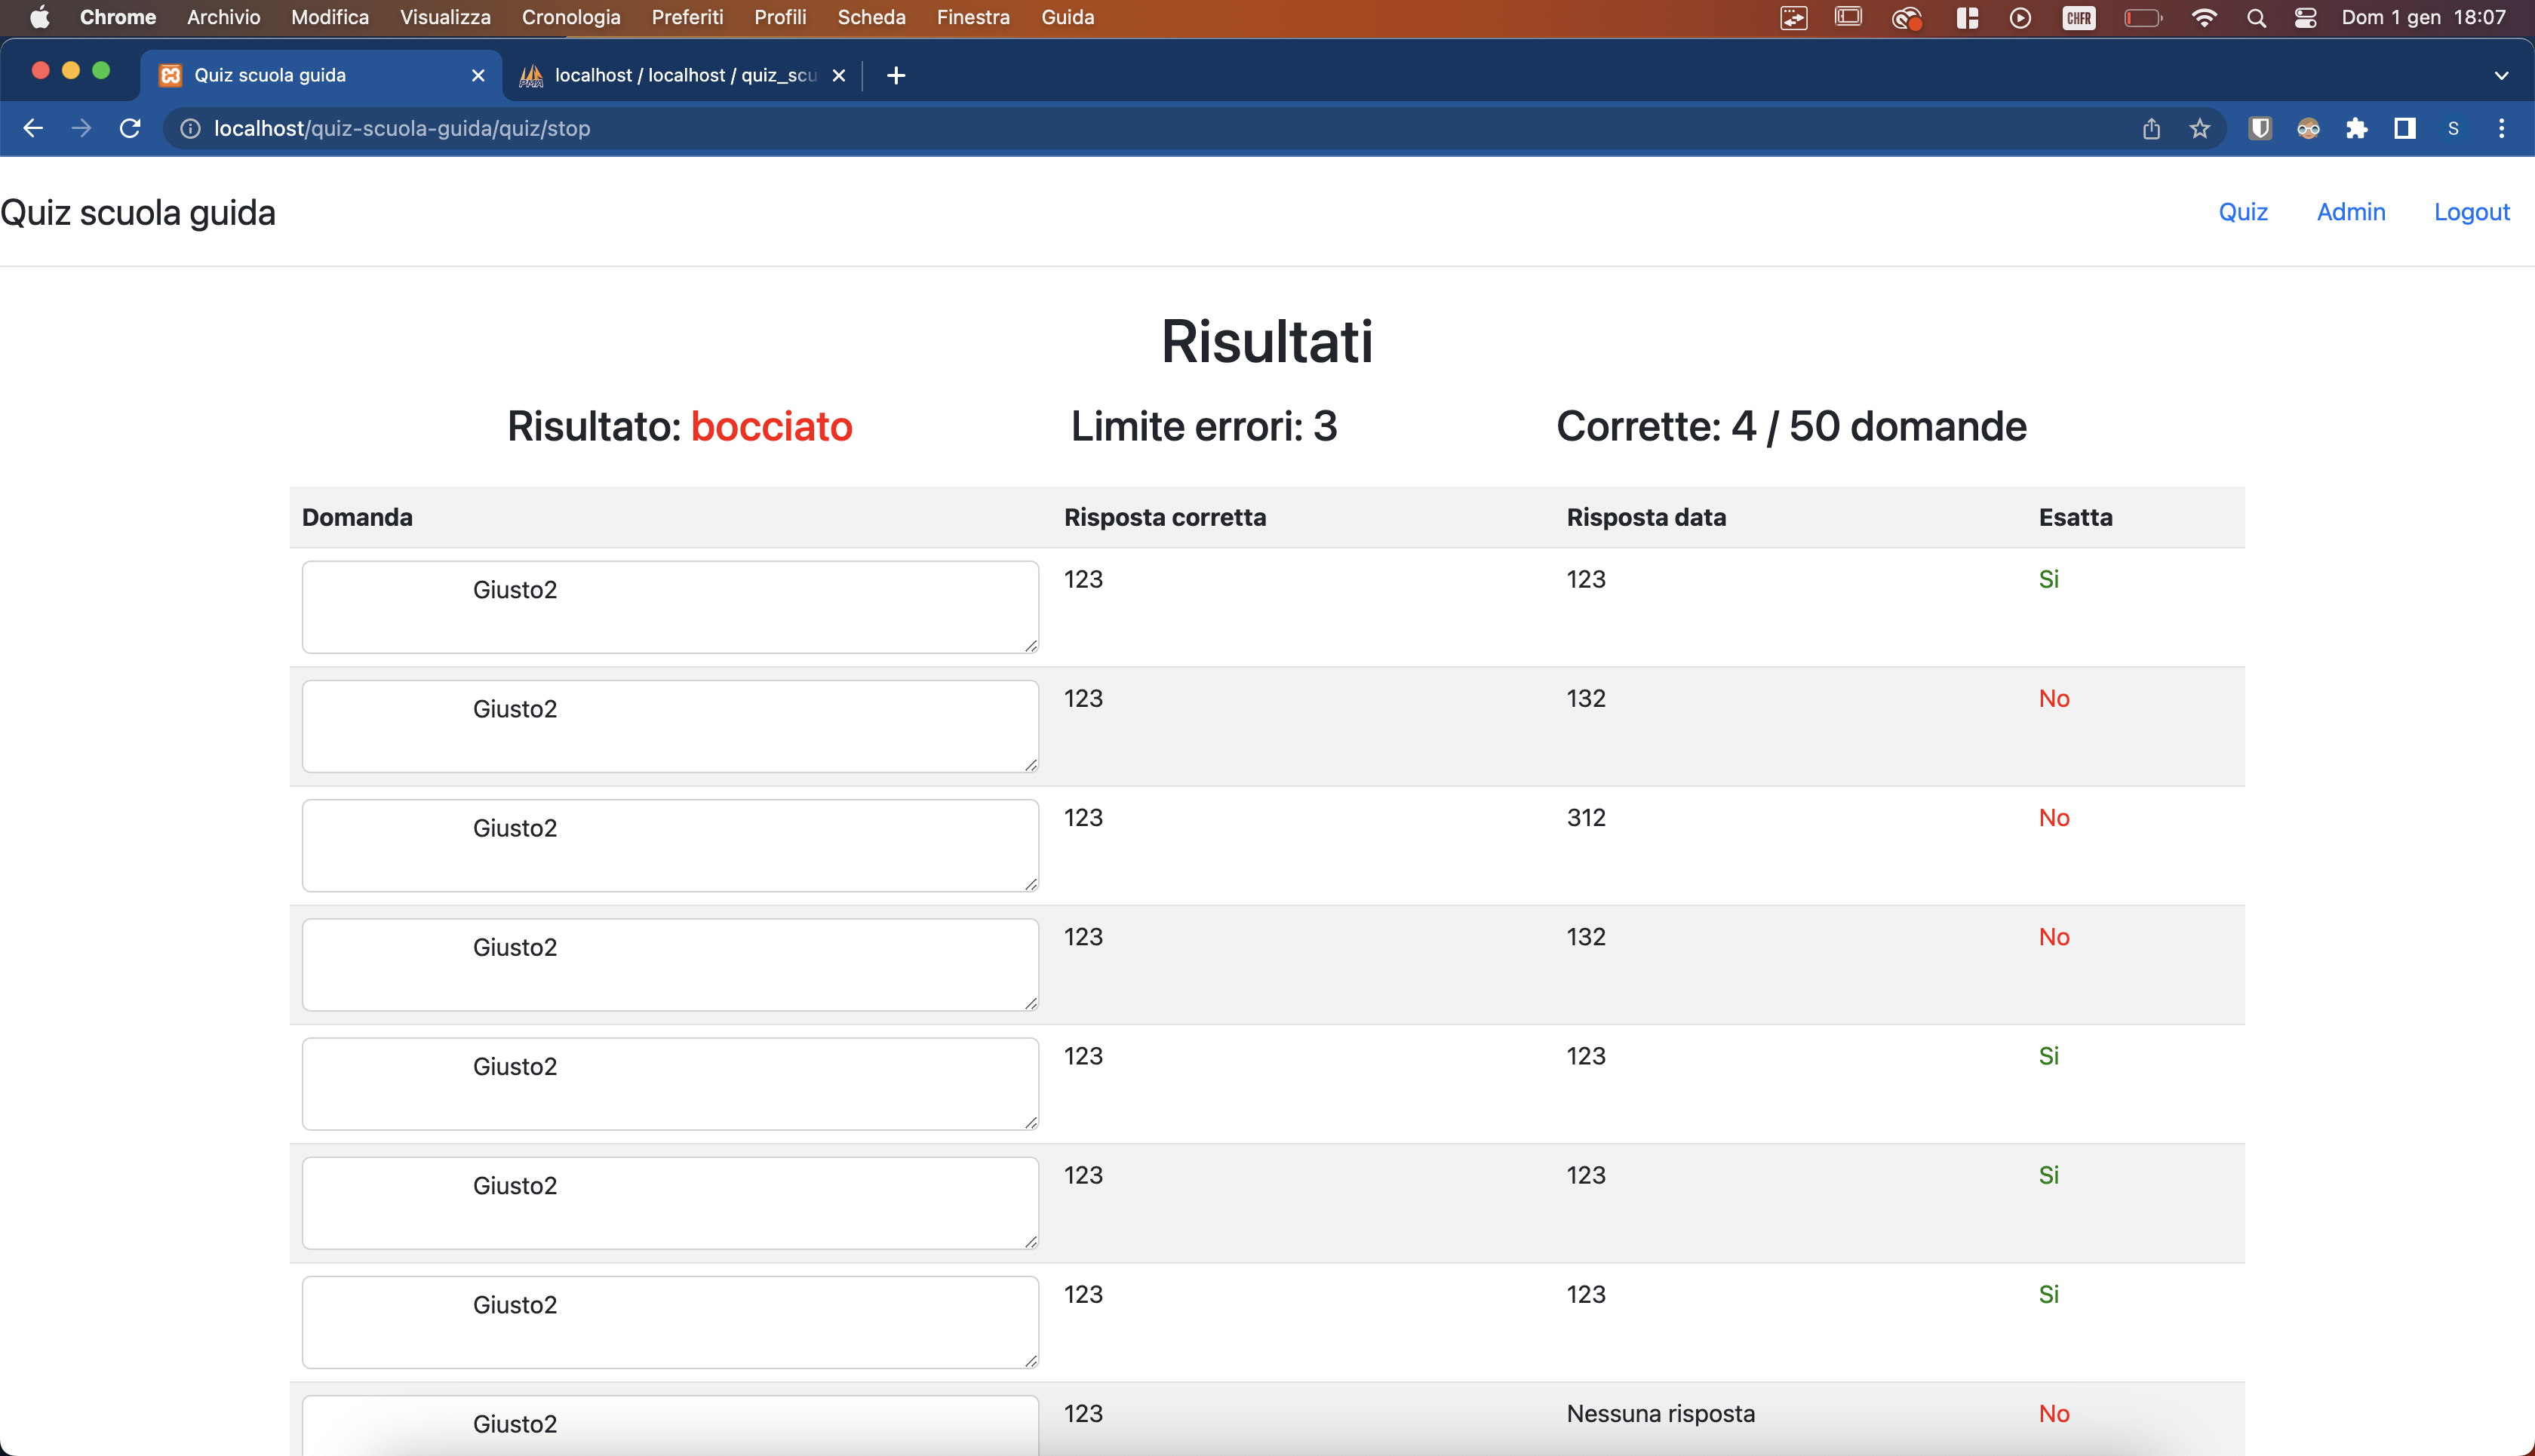 Chrome Archivio Modifica Visualizza Cronologia Preferiti Profili Scheda Finestra Guida CHFR Dom 1 gen 18:07
Quiz scuola guida localhost / localhost / quiz_scu
localhost/quiz-scuola-guida/quiz/stop S
Quiz scuola guida Quiz Admin Logout
Risultati
Risultato: bocciato Limite errori: 3 Corrette: 4 / 50 domande
Domanda Risposta corretta Risposta data Esatta
Giusto2 123 123 Si
Giusto2 123 132 No
Giusto2 123 312 No
Giusto2 123 132 No
Giusto2 123 123 Si
Giusto2 123 123 Si
Giusto2 123 123 Si
Giusto2 123 Nessuna risposta No